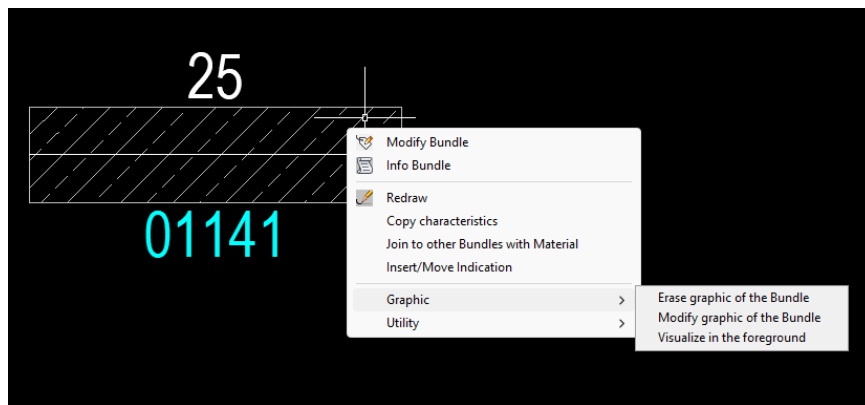 25
01141
Modify Bundle
Info Bundle
Redraw
Copy characteristics
Join to other Bundles with Material
Insert/Move Indication
Graphic
Utility
Erase graphic of the Bundle
Modify graphic of the Bundle
Visualize in the foreground